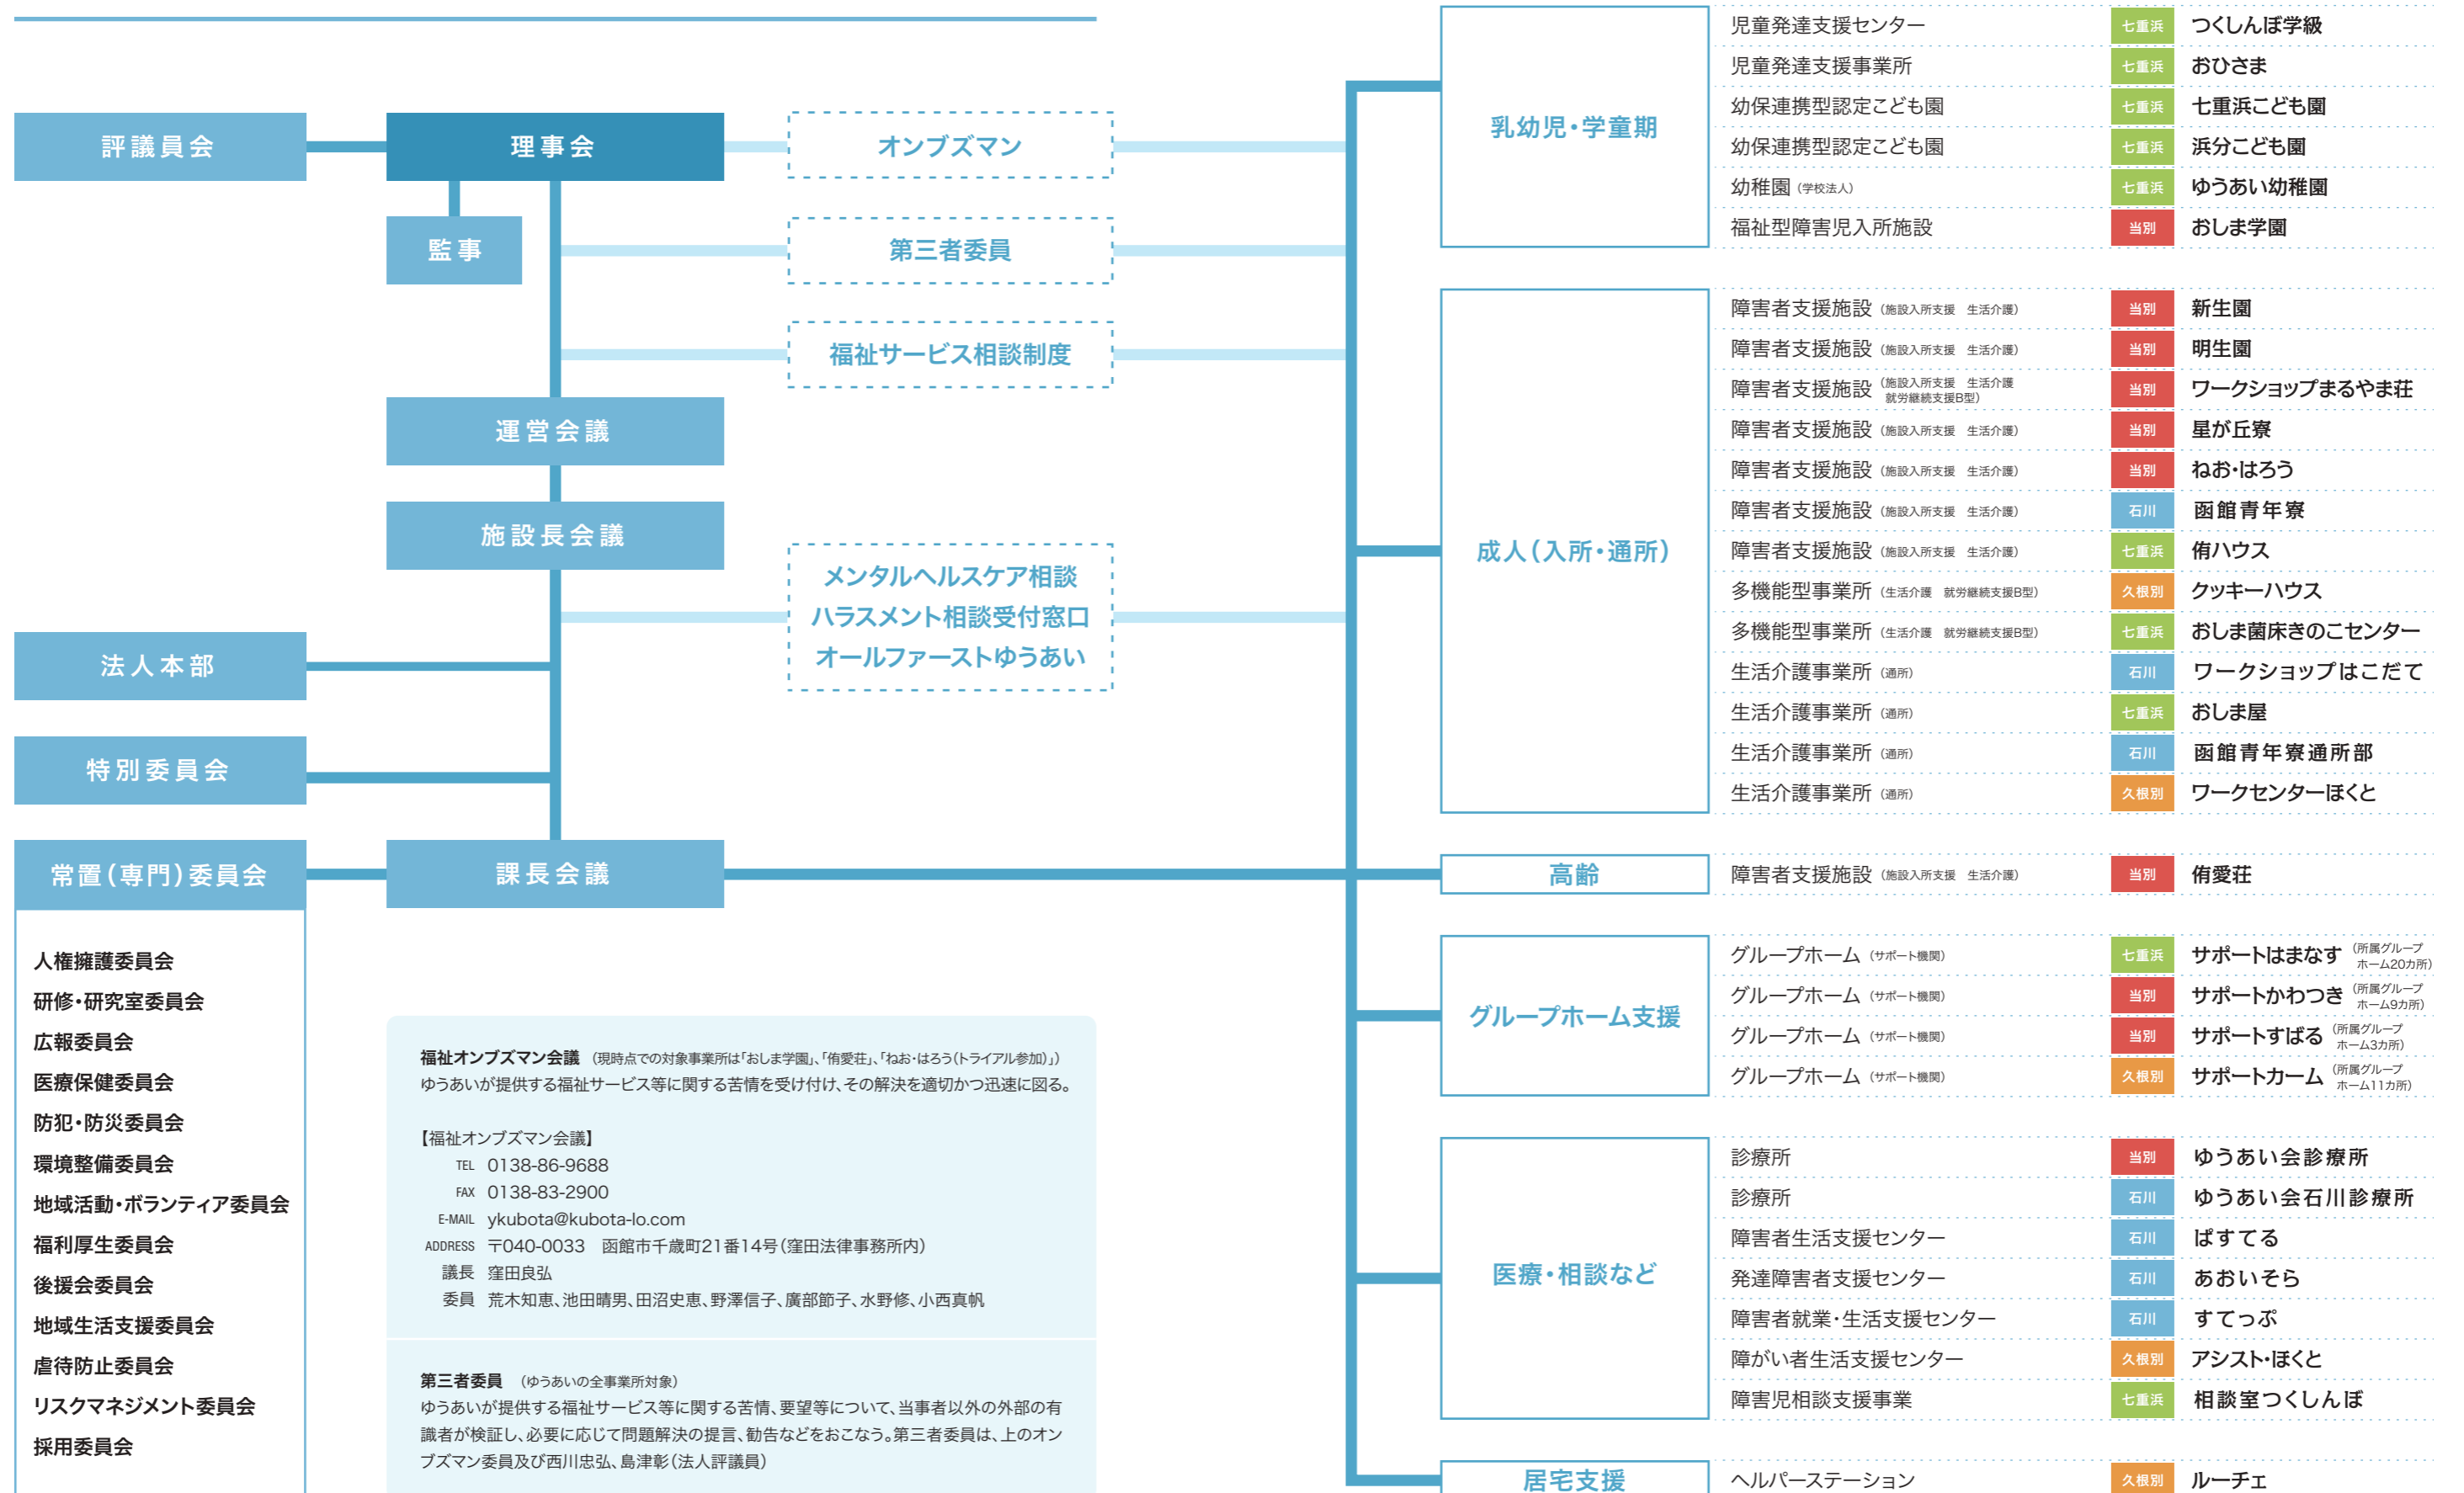 評議員会
理事会
監事
オンブズマン
第三者委員
福祉サービス相談制度
運営会議
施設長会議
メンタルヘルスケア相談
ハラスメント相談受付窓口
オールファーストゆうあい
法人本部
特別委員会
常置（専門）委員会
課長会議
人権擁護委員会
研修・研究室委員会
広報委員会
医療保健委員会
防犯・防災委員会
環境整備委員会
地域活動・ボランティア委員会
福利厚生委員会
後援会委員会
地域生活支援委員会
虐待防止委員会
リスクマネジメント委員会
採用委員会
福祉オンブズマン会議 （現時点での対象事業所は「おしま学園」、「侑愛荘」、「ねお・はろう（トライアル参加）」）
ゆうあいが提供する福祉サービス等に関する苦情を受け付け、その解決を適切かつ迅速に図る。
【福祉オンブズマン会議】
TEL 0138-86-9688
FAX 0138-83-2900
E-MAIL ykubota@kubota-lo.com
ADDRESS 〒040-0033 函館市千歳町21番14号（窪田法律事務所内）
議長 窪田良弘
委員 荒木知恵、池田晴男、田沼史恵、野澤信子、廣部節子、水野修、小西真帆
第三者委員 （ゆうあいの全事業所対象）
ゆうあいが提供する福祉サービス等に関する苦情、要望等について、当事者以外の外部の有
識者が検証し、必要に応じて問題解決の提言、勧告などをおこなう。第三者委員は、上のオン
ブズマン委員及び西川忠弘、島津彰（法人評議員）
乳幼児・学童期
児童発達支援センター 七重浜 つくしんぼ学級
児童発達支援事業所 七重浜 おひさま
幼保連携型認定こども園 七重浜 七重浜こども園
幼保連携型認定こども園 七重浜 浜分こども園
幼稚園（学校法人） 七重浜 ゆうあい幼稚園
福祉型障害児入所施設 当別 おしま学園
成人（入所・通所）
障害者支援施設（施設入所支援 生活介護） 当別 新生園
障害者支援施設（施設入所支援 生活介護） 当別 明生園
障害者支援施設（施設入所支援 生活介護 就労継続支援B型） 当別 ワークショップまるやま荘
障害者支援施設（施設入所支援 生活介護） 当別 星が丘寮
障害者支援施設（施設入所支援 生活介護） 当別 ねお・はろう
障害者支援施設（施設入所支援 生活介護） 石川 函館青年寮
障害者支援施設（施設入所支援 生活介護） 七重浜 侑ハウス
多機能型事業所（生活介護 就労継続支援B型） 久根別 クッキーハウス
多機能型事業所（生活介護 就労継続支援B型） 七重浜 おしま菌床きのこセンター
生活介護事業所（通所） 石川 ワークショップはこだて
生活介護事業所（通所） 七重浜 おしま屋
生活介護事業所（通所） 石川 函館青年寮通所部
生活介護事業所（通所） 久根別 ワークセンターほくと
高齢
障害者支援施設（施設入所支援 生活介護） 当別 侑愛荘
グループホーム支援
グループホーム（サポート機関） 七重浜 サポートはまなす（所属グループホーム20カ所）
グループホーム（サポート機関） 当別 サポートかわつき（所属グループホーム9カ所）
グループホーム（サポート機関） 当別 サポートすばる（所属グループホーム3カ所）
グループホーム（サポート機関） 久根別 サポートカーム（所属グループホーム11カ所）
医療・相談など
診療所 当別 ゆうあい会診療所
診療所 石川 ゆうあい会石川診療所
障害者生活支援センター 石川 ぱすてる
発達障害者支援センター 石川 あおいそら
障害者就業・生活支援センター 石川 すてっぷ
障がい者生活支援センター 久根別 アシスト・ほくと
障害児相談支援事業 七重浜 相談室つくしんぼ
居宅支援
ヘルパーステーション 久根別 ルーチェ